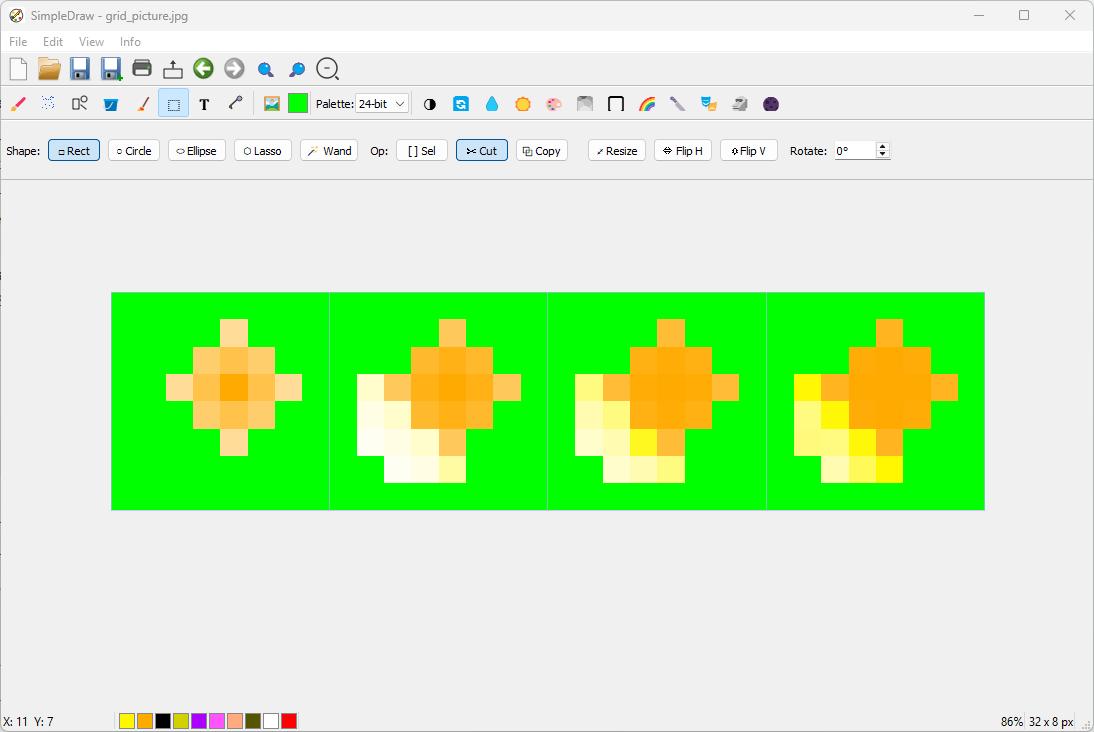 SimpleDraw - grid_picture.jpg
File Edit View Info
T Palette: 24-bit
Shape: Rect Circle Ellipse Lasso Wand Op: [ ] Sel Cut Copy Resize Flip H Flip V Rotate: 0°
X: 11 Y: 7 86% 32 x 8 px